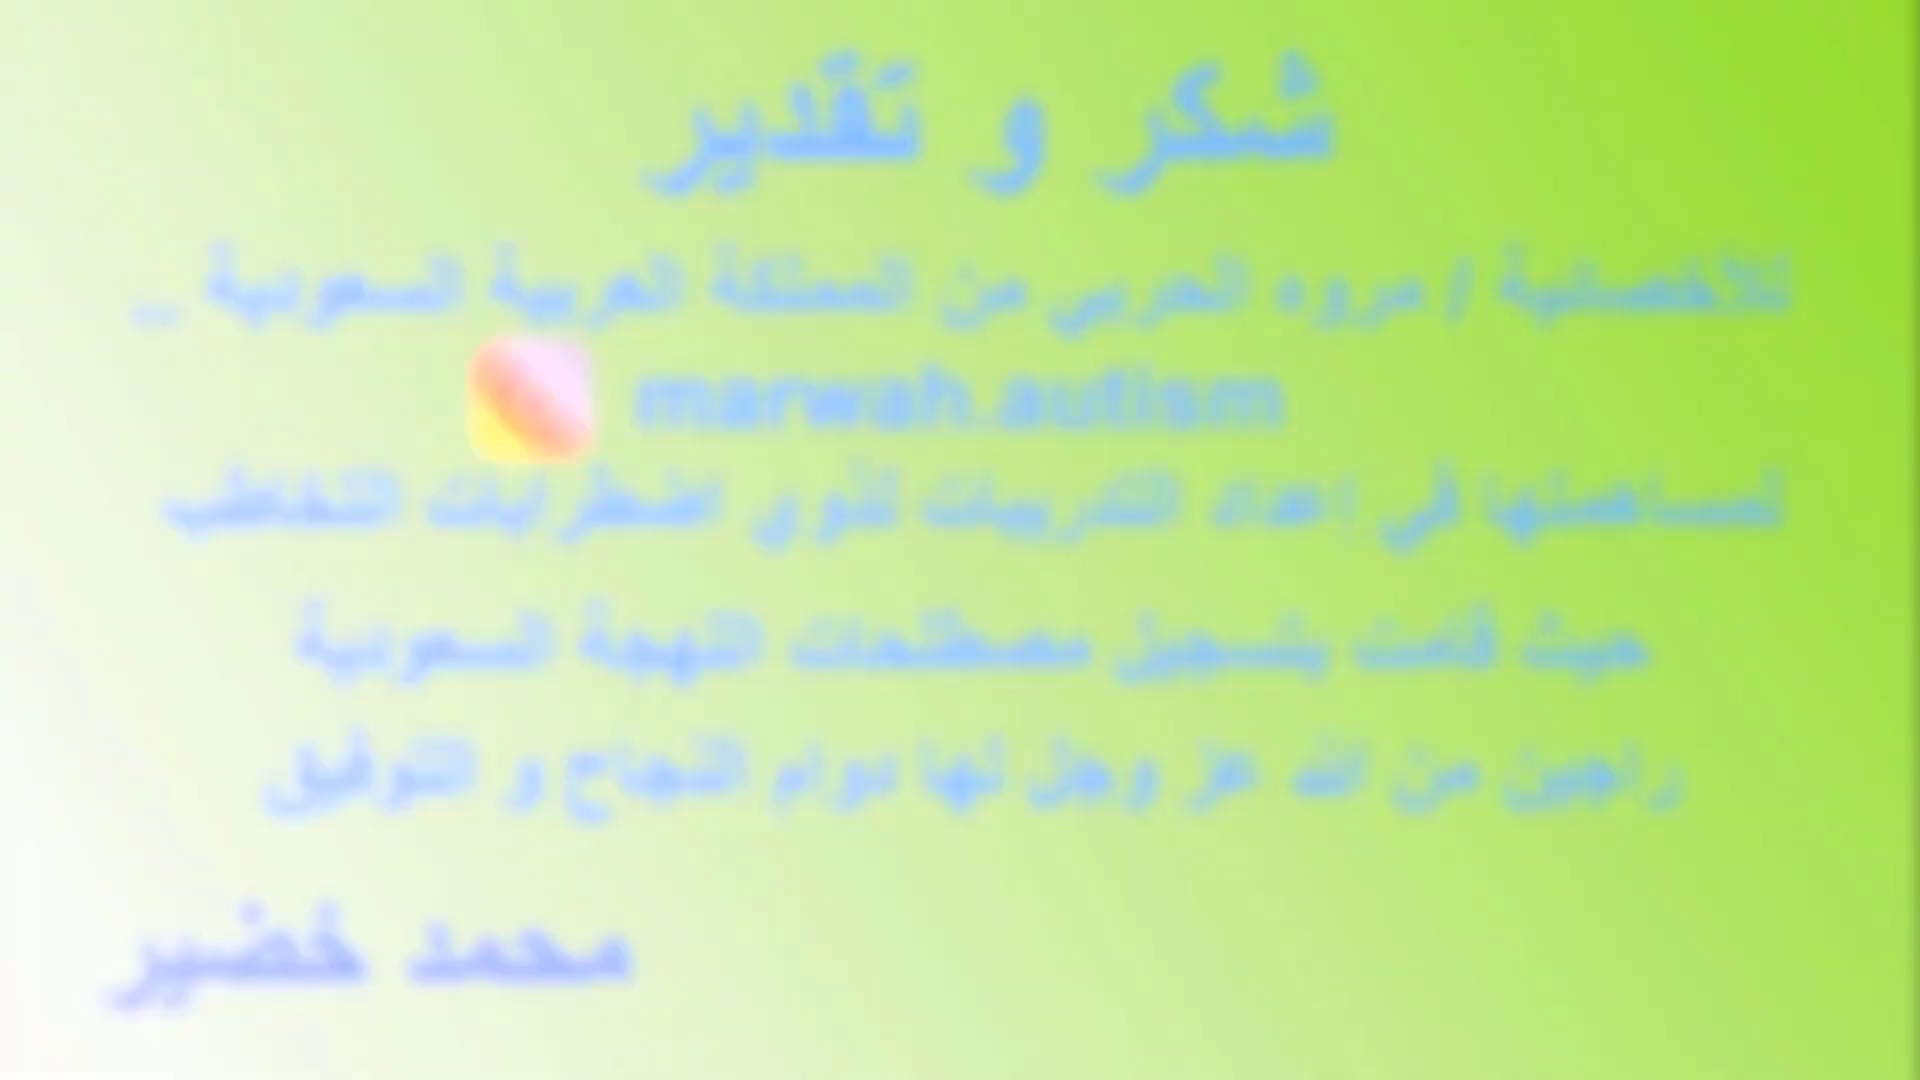 شكر و تقدير
للأخصائية / مروه الحربي من المملكة العربية السعودية ..
marwah.autism
لمساهمتها في إعداد التدريبات لذوي اضطرابات التخاطب
حيث قامت بتسجيل مصطلحات اللهجة السعودية
راجين من الله عز وجل لها دوام النجاح و التوفيق
محمد خضير